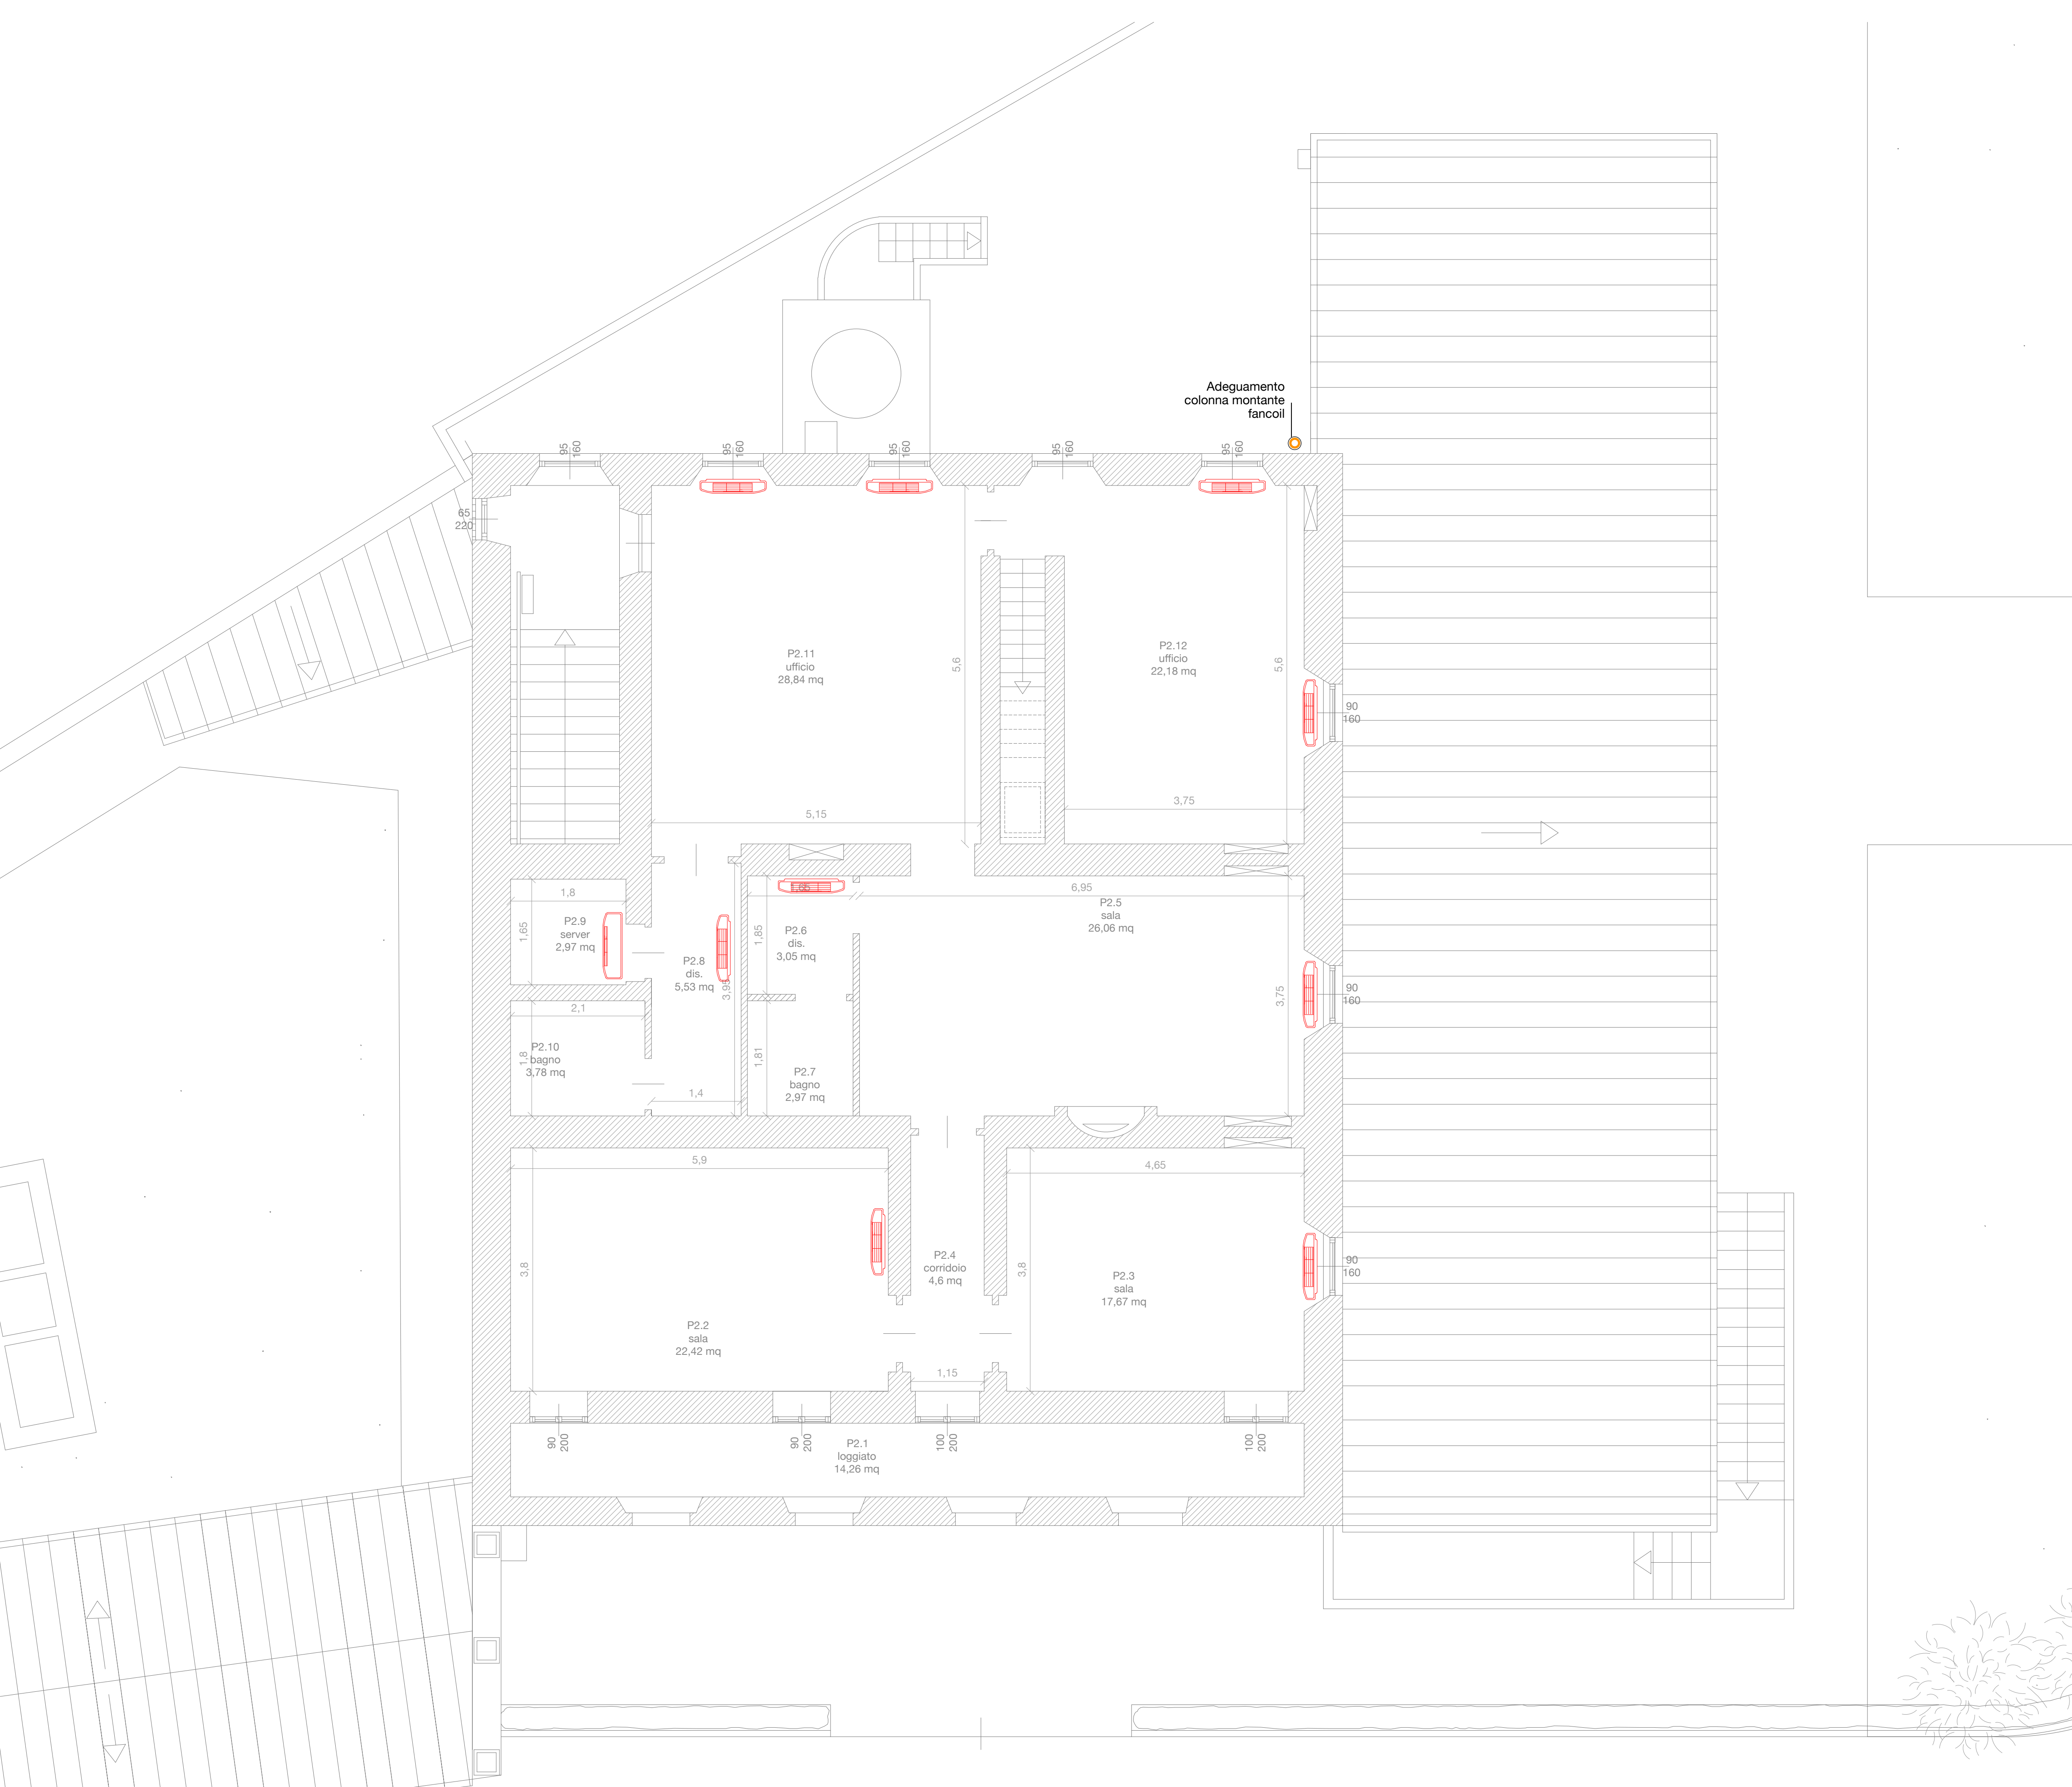 Adeguamento
colonna montante
fancoil
95
160
95
160
95
160
95
160
95
160
65
220
P2.11
ufficio
28,84 mq
5,6
P2.12
ufficio
22,18 mq
5,6
90
160
5,15
3,75
1,8
1,65
P2.9
server
2,97 mq
P2.8
dis.
5,53 mq
3,95
1,65
1,85
P2.6
dis.
3,05 mq
6,95
P2.5
sala
26,06 mq
3,75
90
160
2,1
1,8
P2.10
bagno
3,78 mq
1,4
1,81
P2.7
bagno
2,97 mq
5,9
3,8
P2.2
sala
22,42 mq
P2.4
corridoio
4,6 mq
1,15
4,65
3,8
P2.3
sala
17,67 mq
90
160
90
200
90
200
100
200
100
200
P2.1
loggiato
14,26 mq